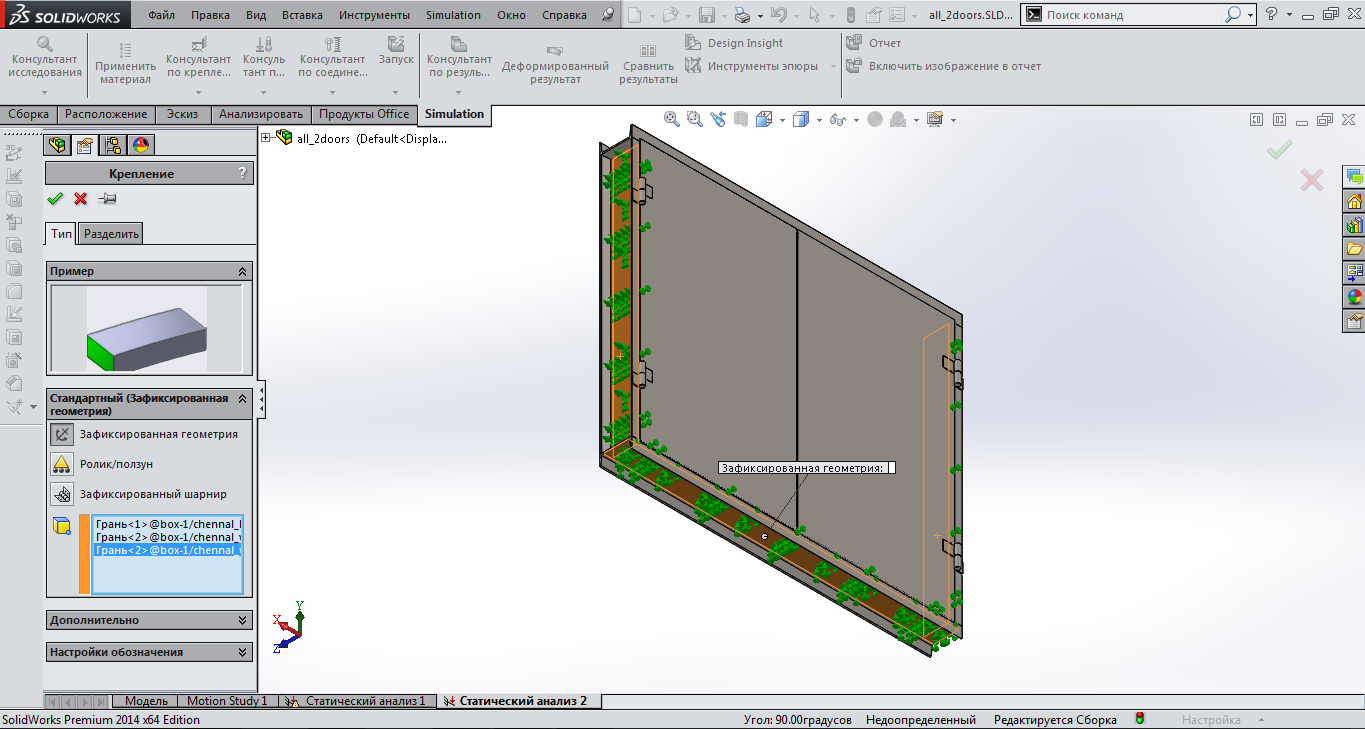 SOLIDWORKS
Файл Правка Вид Вставка Инструменты Simulation Окно Справка
all_2doors.SLD...
Поиск команд
Консультант исследования
Применить материал
Консультант по крепле...
Консуль тант п...
Консультант по соедине...
Запуск
Консультант по резуль...
Деформированный результат
Сравнить результаты
Design Insight
Инструменты эпюры
Отчет
Включить изображение в отчет
Сборка Расположение Эскиз Анализировать Продукты Office Simulation
all_2doors (Default<Displa...
Крепление ?
Тип Разделить
Пример
Стандартный (Зафиксированная
геометрия)
Зафиксированная геометрия
Ролик/ползун
Зафиксированный шарнир
Грань<1>@box-1/chennal_
Грань<2>@box-1/chennal_
Грань<2>@box-1/chennal_
Дополнительно
Настройки обозначения
Зафиксированная геометрия:
Y
X
Z
Модель Motion Study 1 Статический анализ 1 Статический анализ 2
SolidWorks Premium 2014 x64 Edition
Угол: 90.00градусов Недоопределенный Редактируется Сборка Настройка